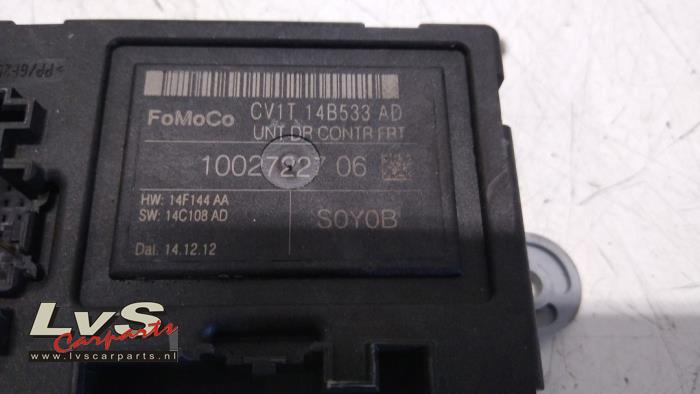 FoMoCo CV1T 14B533 AD
UNT DR CONTR FRT
10027827 06
HW: 14F144 AA
SW: 14C108 AD
S0Y0B
Dat. 14.12.12
LvS
Carparts
www.lvscarparts.nl